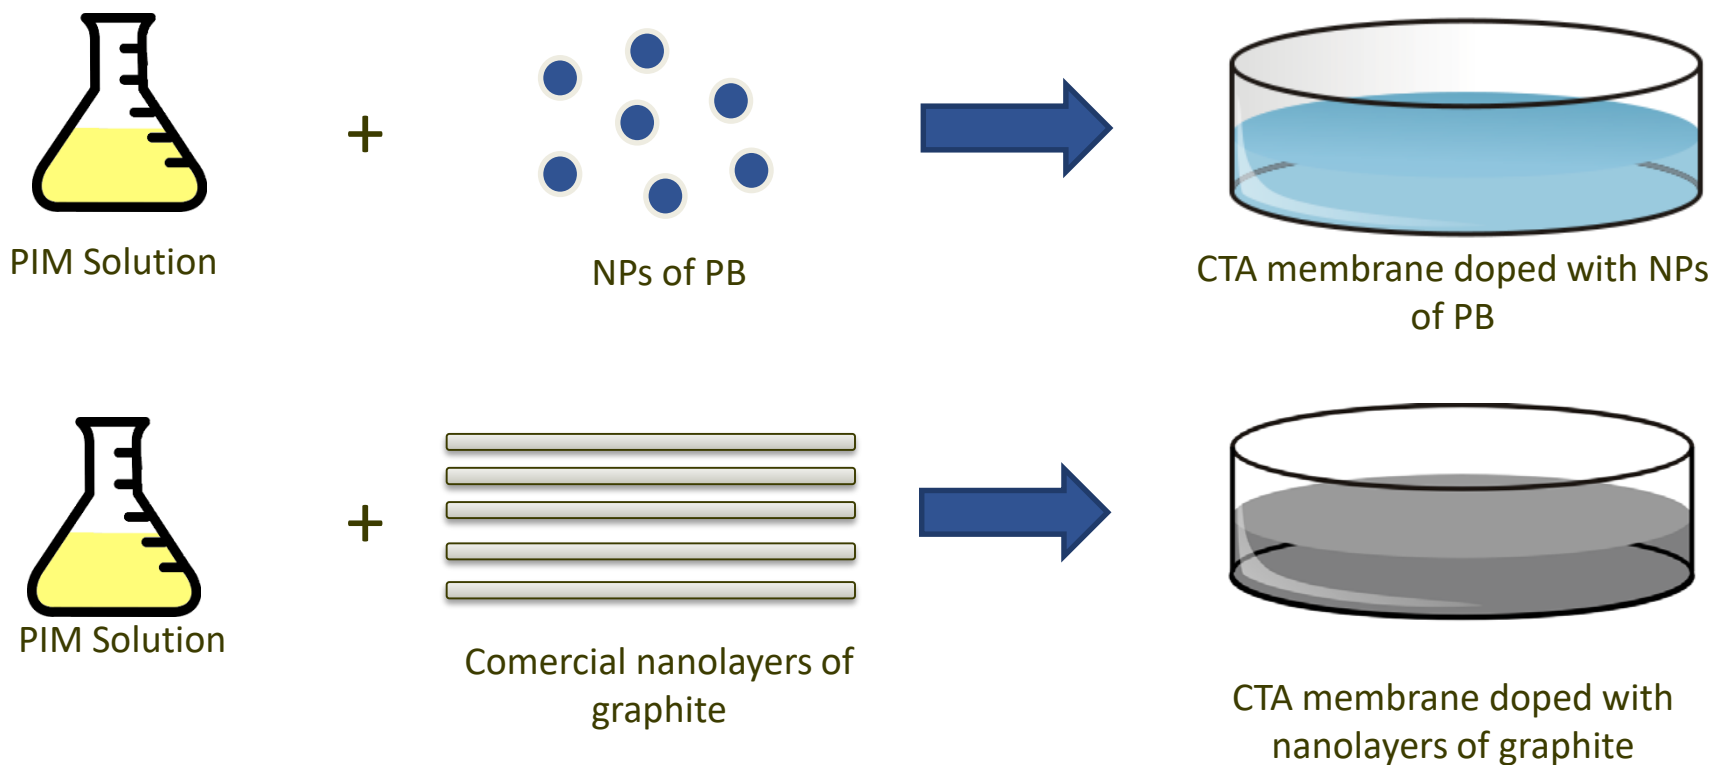 +
PIM Solution
NPs of PB
CTA membrane doped with NPs
of PB
+
PIM Solution
Comercial nanolayers of
graphite
CTA membrane doped with
nanolayers of graphite